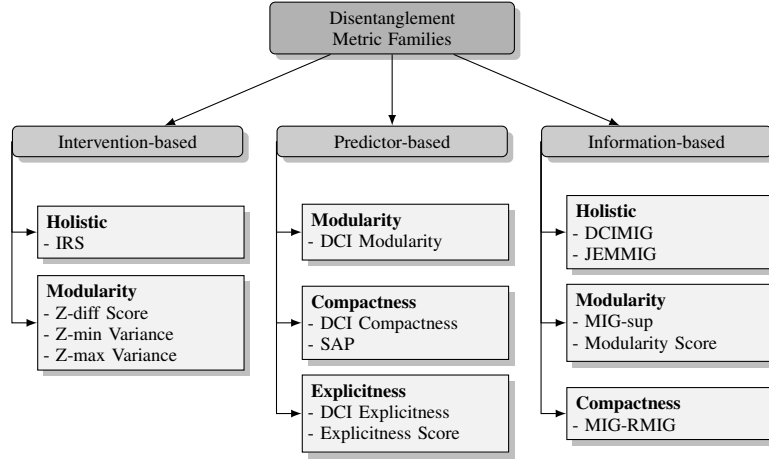 Disentanglement
Metric Families
Intervention-based
Predictor-based
Information-based
Holistic
- IRS
Modularity
- Z-diff Score
- Z-min Variance
- Z-max Variance
Modularity
- DCI Modularity
Compactness
- DCI Compactness
- SAP
Explicitness
- DCI Explicitness
- Explicitness Score
Holistic
- DCIMIG
- JEMMIG
Modularity
- MIG-sup
- Modularity Score
Compactness
- MIG-RMIG